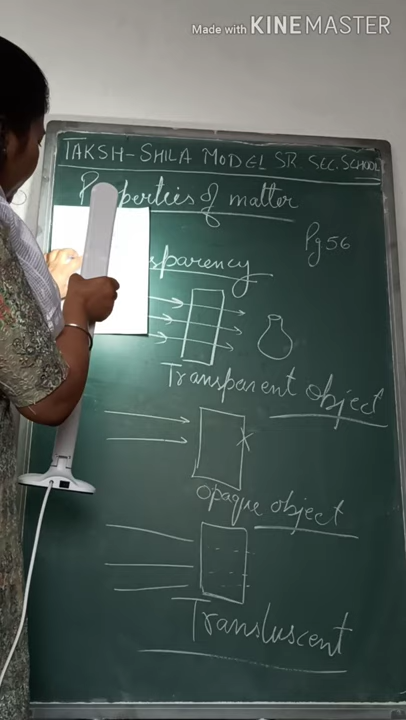 Made with KINEMASTER
TAKSH-SHILA MODEL SR. SEC. SCHOOL
Properties of matter
Pg 56
sparency
Transparent object
opaque object
Transluscent